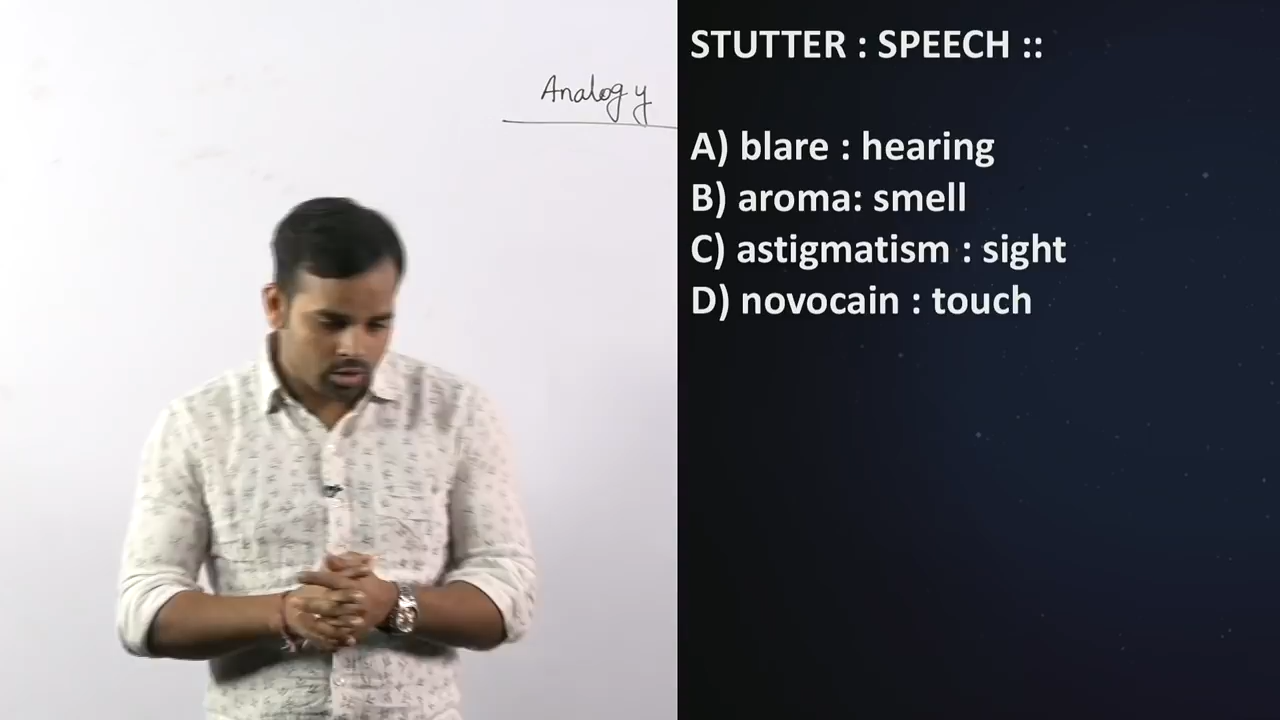 Analogy
STUTTER : SPEECH ::
A) blare : hearing
B) aroma: smell
C) astigmatism : sight
D) novocain : touch